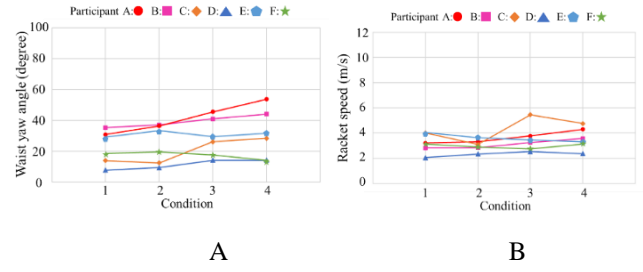 Participant A: B: C: D: E: F:
Waist yaw angle (degree)
100
80
60
40
20
0
1 2 3 4
Condition
A
Participant A: B: C: D: E: F:
Racket speed (m/s)
12
10
8
6
4
2
0
1 2 3 4
Condition
B